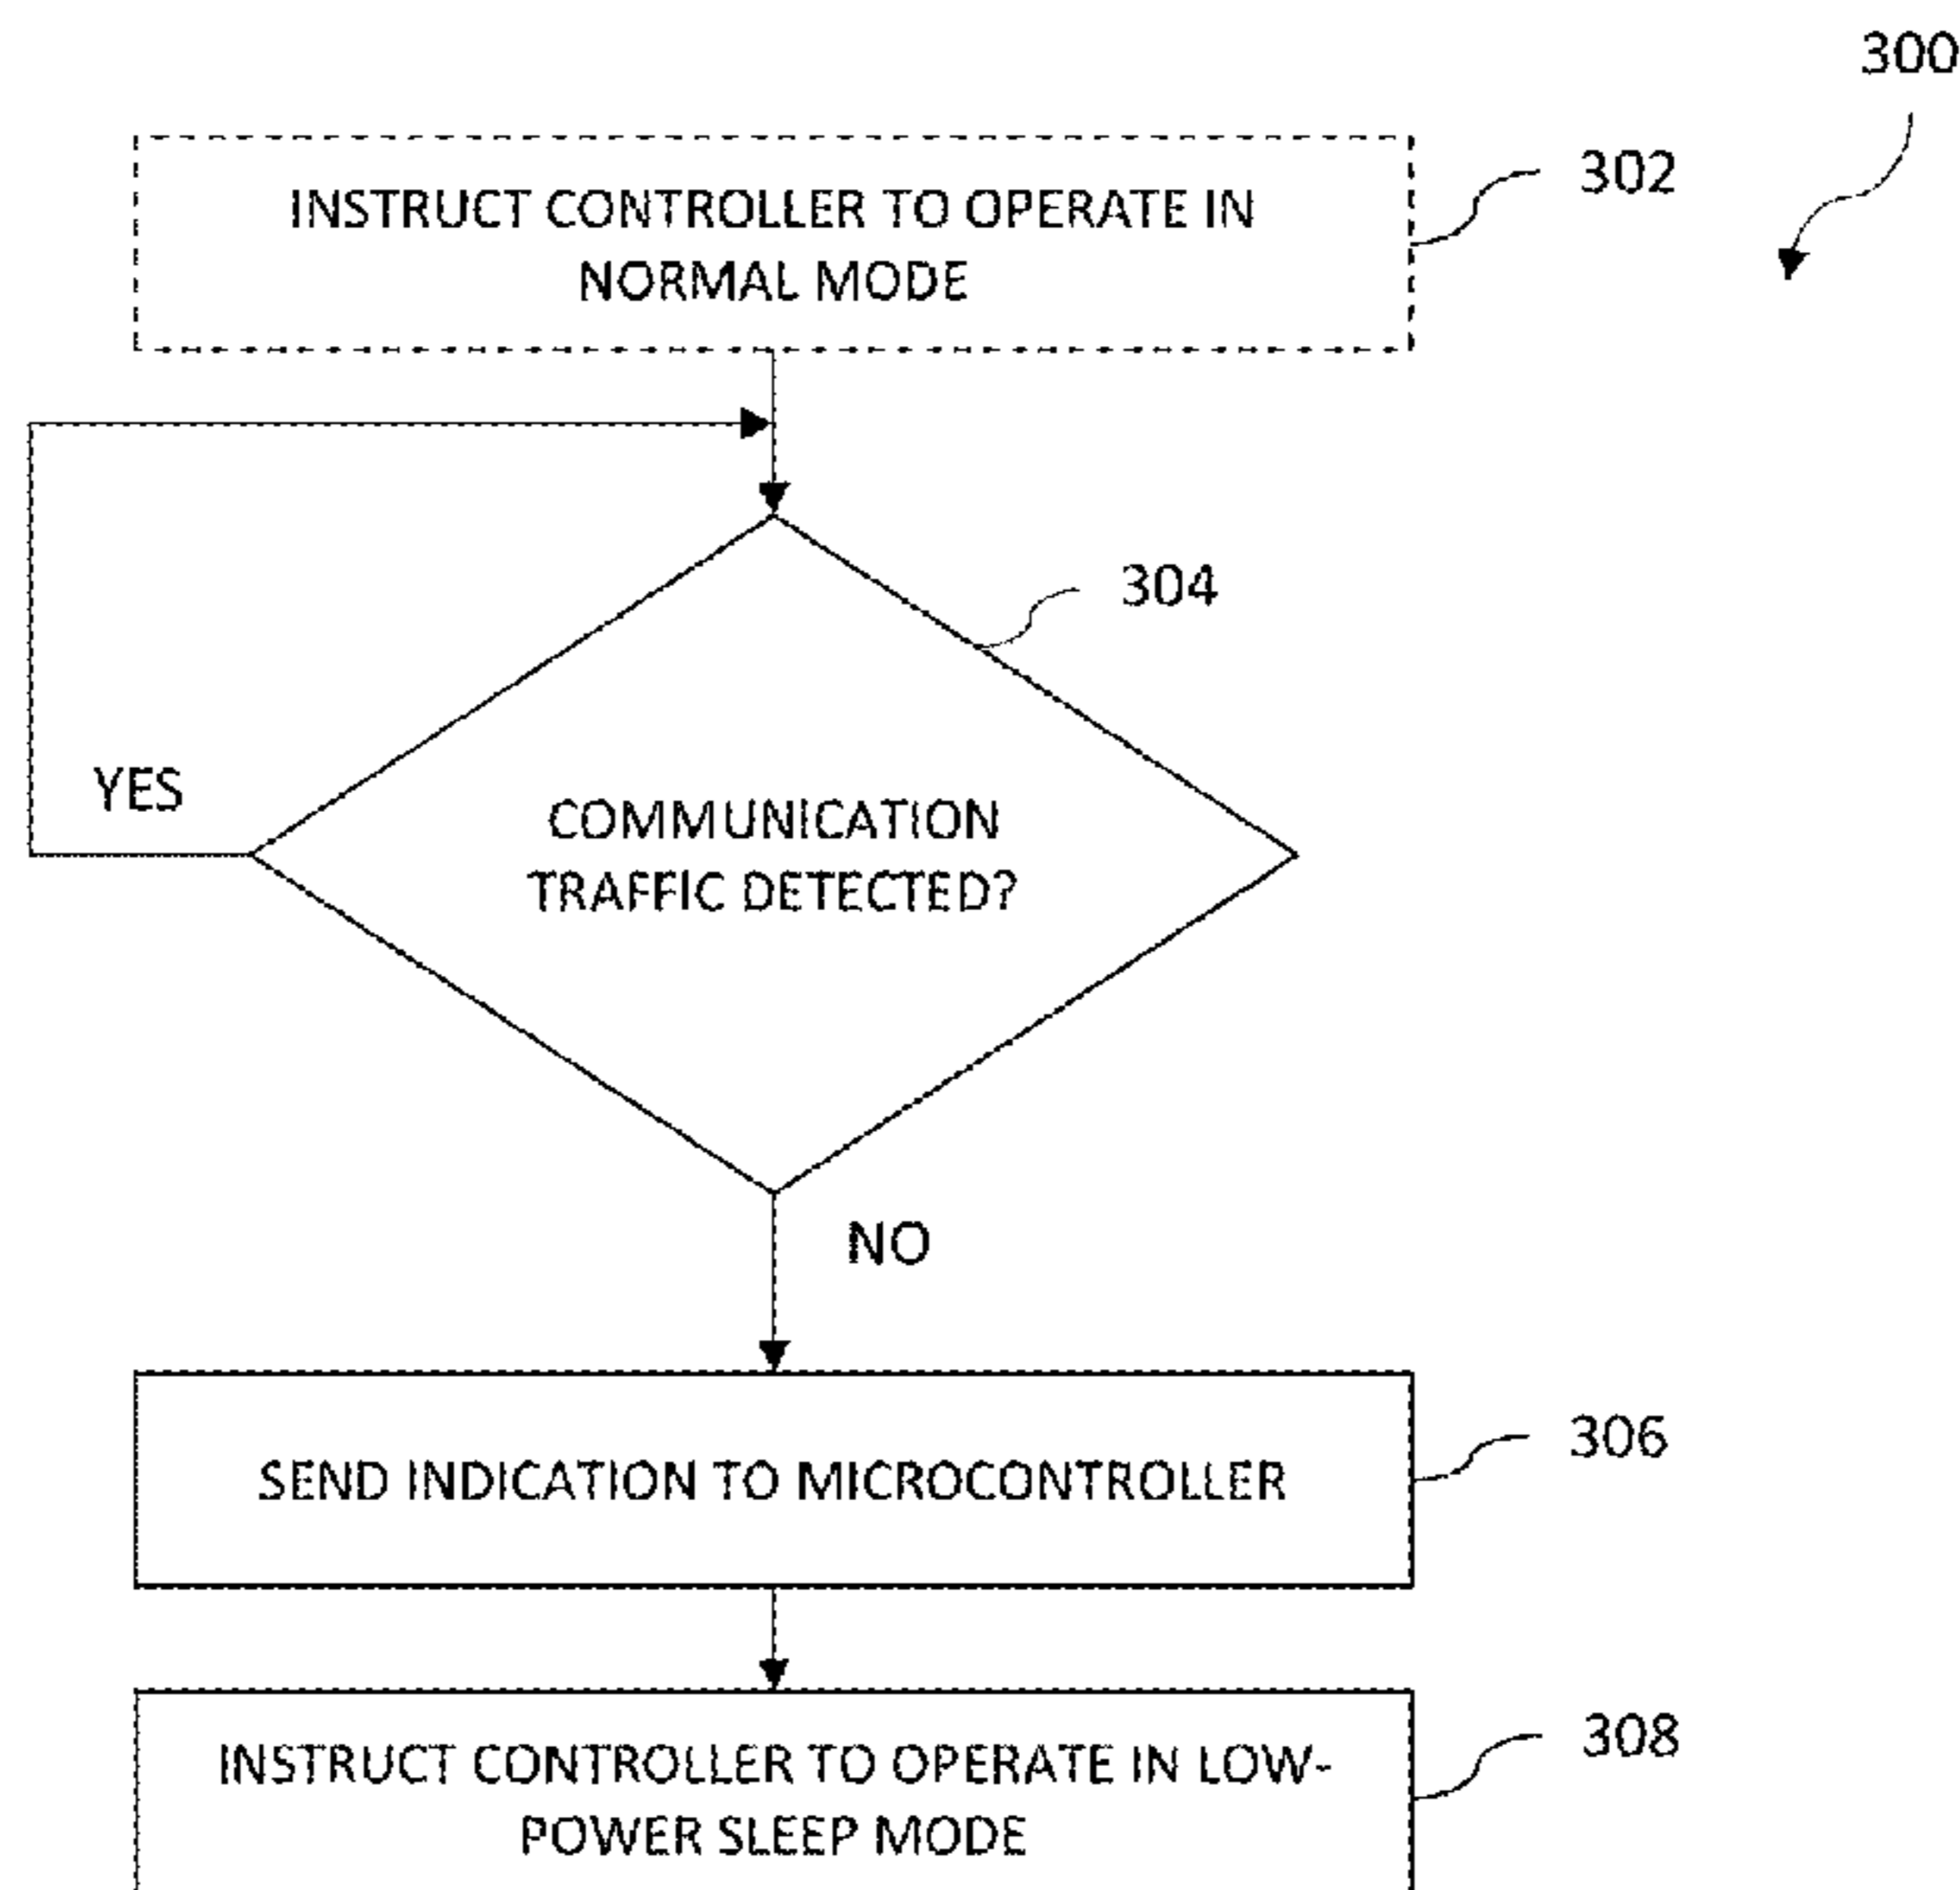 300
302
INSTRUCT CONTROLLER TO OPERATE IN
NORMAL MODE
304
YES
COMMUNICATION
TRAFFIC DETECTED?
NO
306
SEND INDICATION TO MICROCONTROLLER
308
INSTRUCT CONTROLLER TO OPERATE IN LOW-
POWER SLEEP MODE